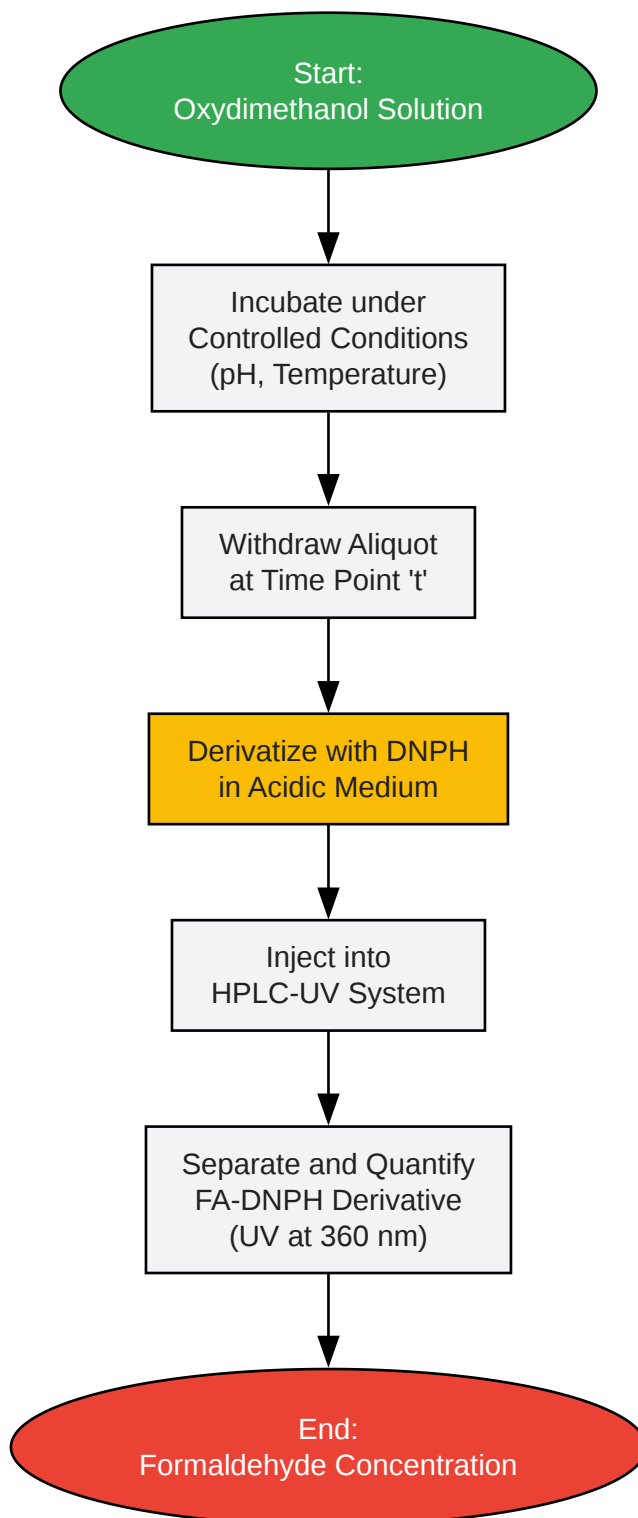 Start:
Oxydimethanol Solution
Incubate under
Controlled Conditions
(pH, Temperature)
Withdraw Aliquot
at Time Point 't'
Derivatize with DNPH
in Acidic Medium
Inject into
HPLC-UV System
Separate and Quantify
FA-DNPH Derivative
(UV at 360 nm)
End:
Formaldehyde Concentration